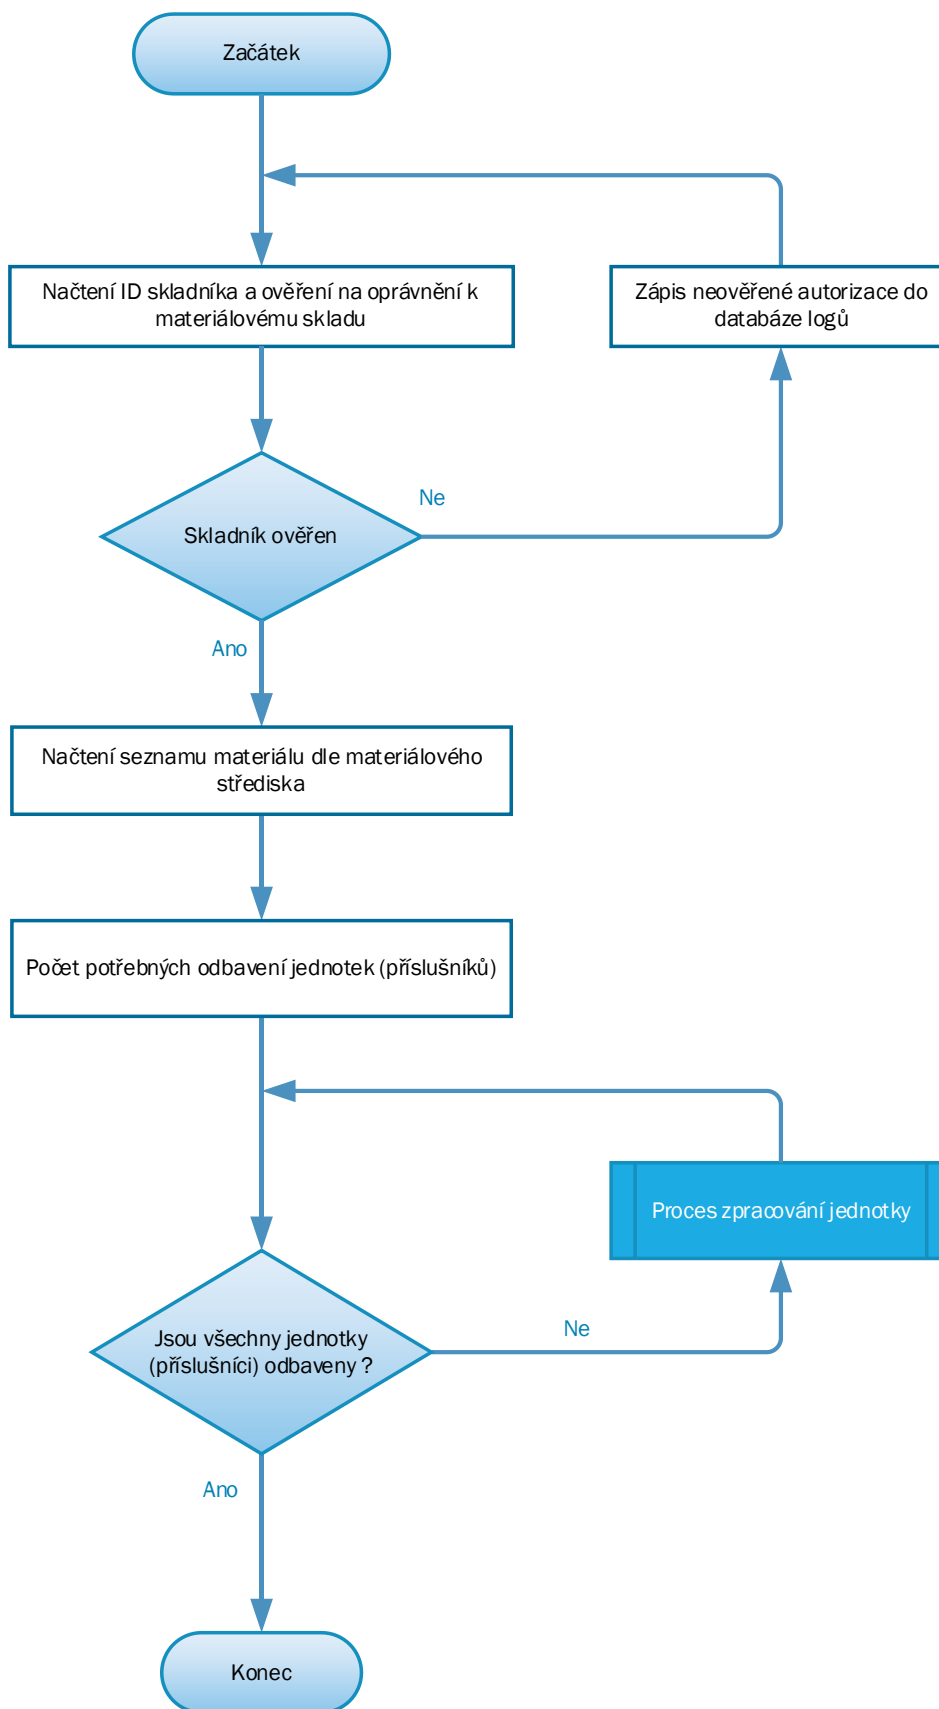 Začátek
Načtení ID skladníka a ověření na oprávnění k
materiálovému skladu
Zápis neověřené autorizace do
databáze logů
Ne
Skladník ověřen
Ano
Načtení seznamu materiálu dle materiálového
střediska
Počet potřebných odbavení jednotek (příslušníků)
Proces zpracování jednotky
Ne
Jsou všechny jednotky
(příslušníci) odbaveny ?
Ano
Konec